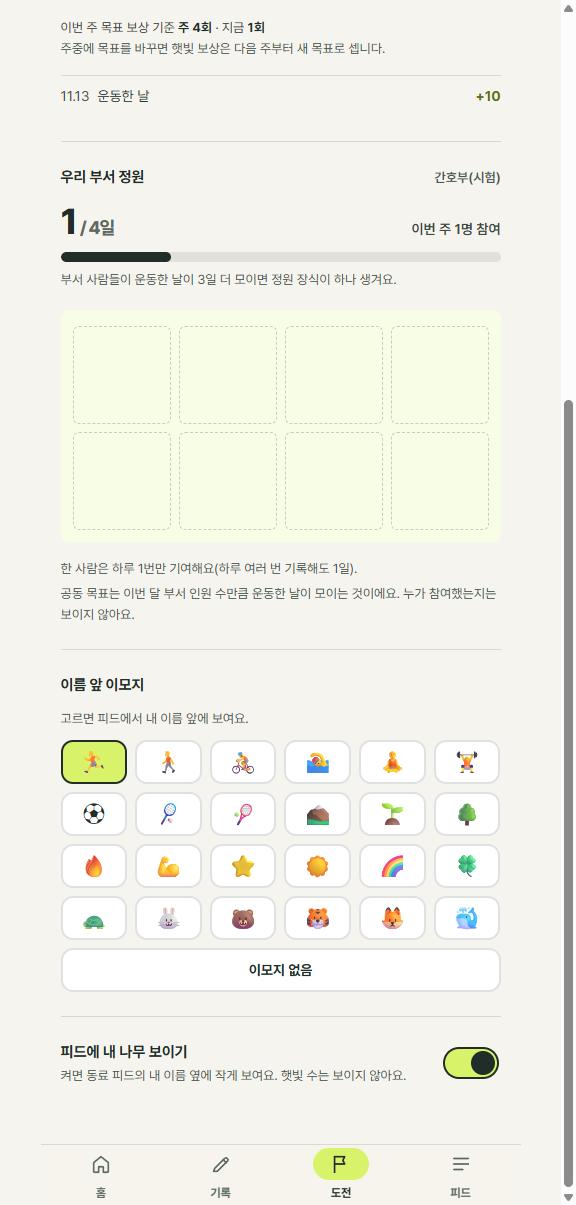 이번 주 목표 보상 기준 주 4회 · 지금 1회
주중에 목표를 바꾸면 햇빛 보상은 다음 주부터 새 목표로 셉니다.
11.13 운동한 날 +10
우리 부서 정원 간호부(시험)
1 / 4일 이번 주 1명 참여
부서 사람들이 운동한 날이 3일 더 모이면 정원 장식이 하나 생겨요.
한 사람은 하루 1번만 기여해요(하루 여러 번 기록해도 1일).
공동 목표는 이번 달 부서 인원 수만큼 운동한 날이 모이는 것이에요. 누가 참여했는지는
보이지 않아요.
이름 앞 이모지
고르면 피드에서 내 이름 앞에 보여요.
이모지 없음
피드에 내 나무 보이기
켜면 동료 피드의 내 이름 옆에 작게 보여요. 햇빛 수는 보이지 않아요.
홈 기록 도전 피드